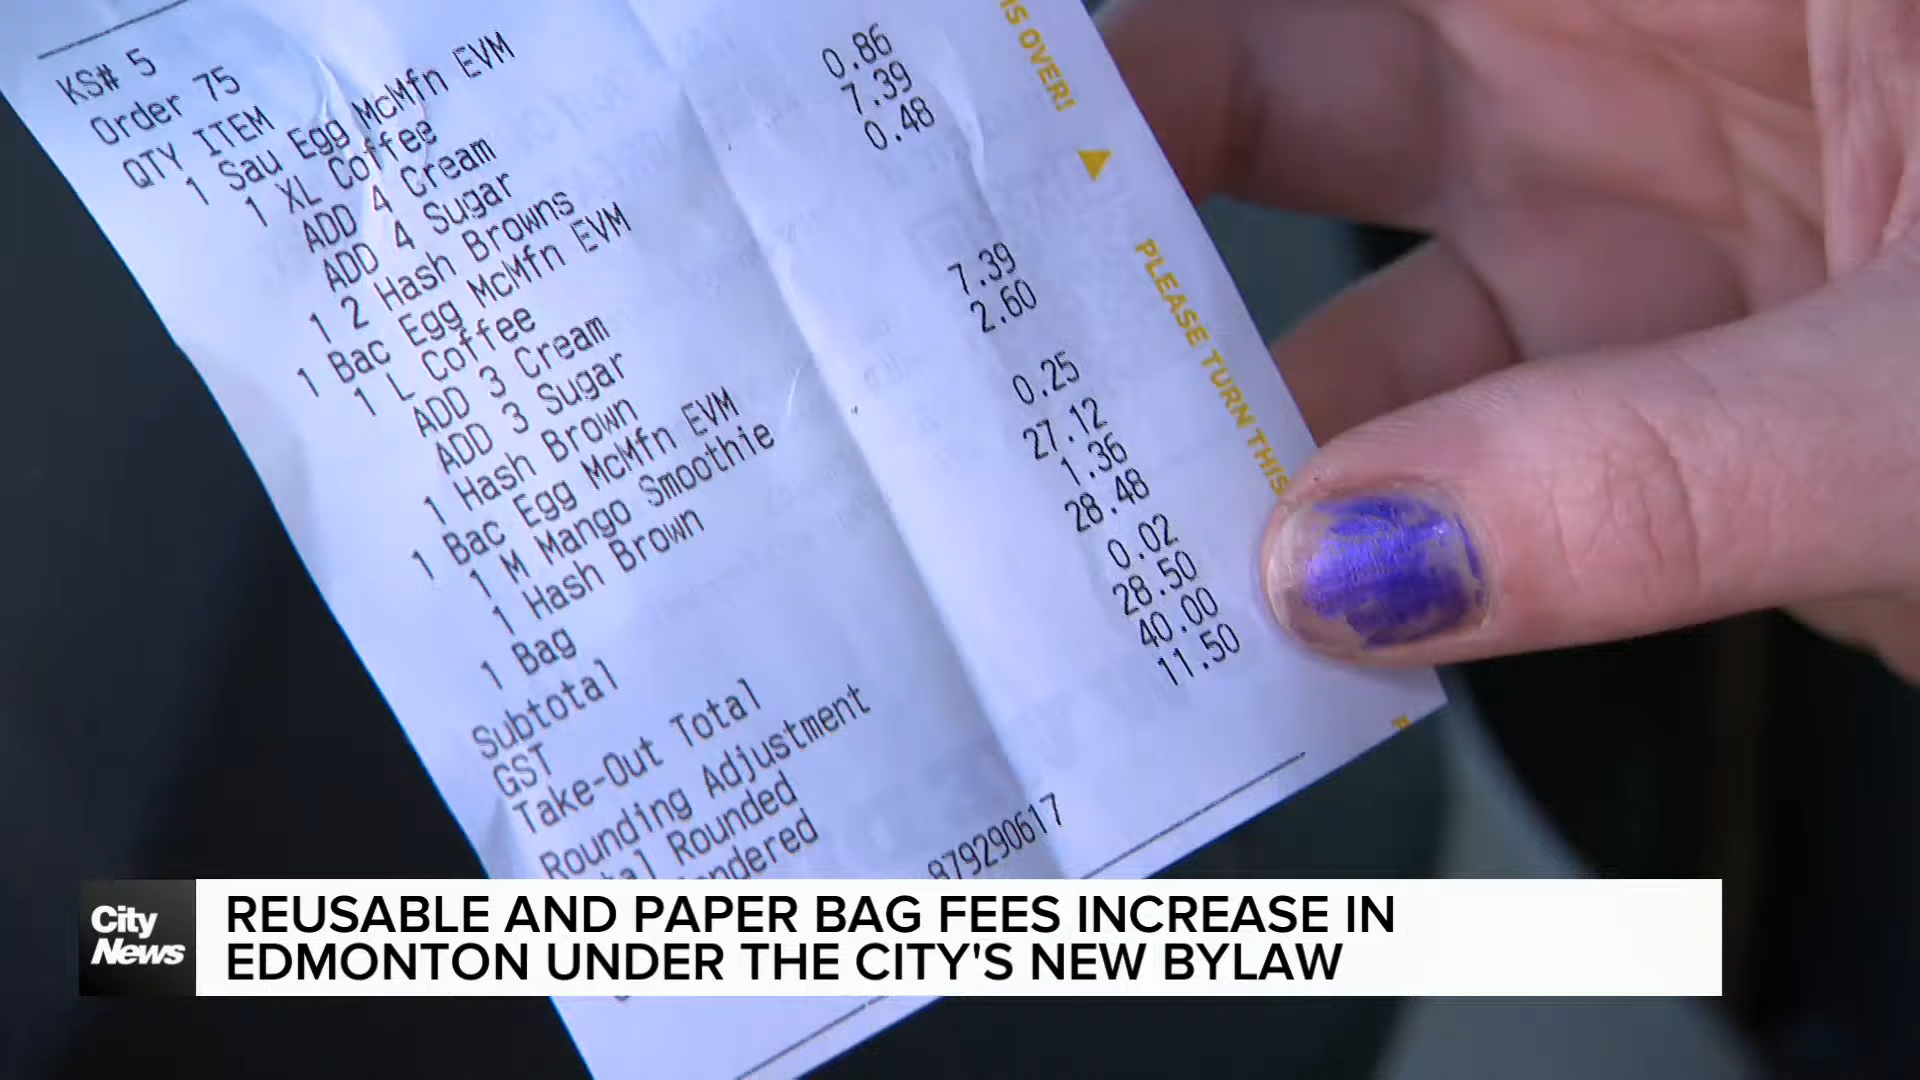 KS# 5
Order 75
QTY ITEM
1 Sau Egg McMfn EVM
1 XL Coffee
ADD 4 Cream
ADD 4 Sugar
1 2 Hash Browns 0.86
1 Bac Egg McMfn EVM 7.39
1 L Coffee 0.48
ADD 3 Cream
ADD 3 Sugar
1 Hash Brown
1 Bac Egg McMfn EVM 7.39
1 M Mango Smoothie 2.60
1 Hash Brown
1 Bag 0.25
Subtotal 27.12
GST 1.36
Take-Out Total 28.48
Rounding Adjustment 0.02
Rounded 28.50
40.00
11.50
879290617
OVER!
PLEASE TURN THIS
City News
REUSABLE AND PAPER BAG FEES INCREASE IN
EDMONTON UNDER THE CITY'S NEW BYLAW